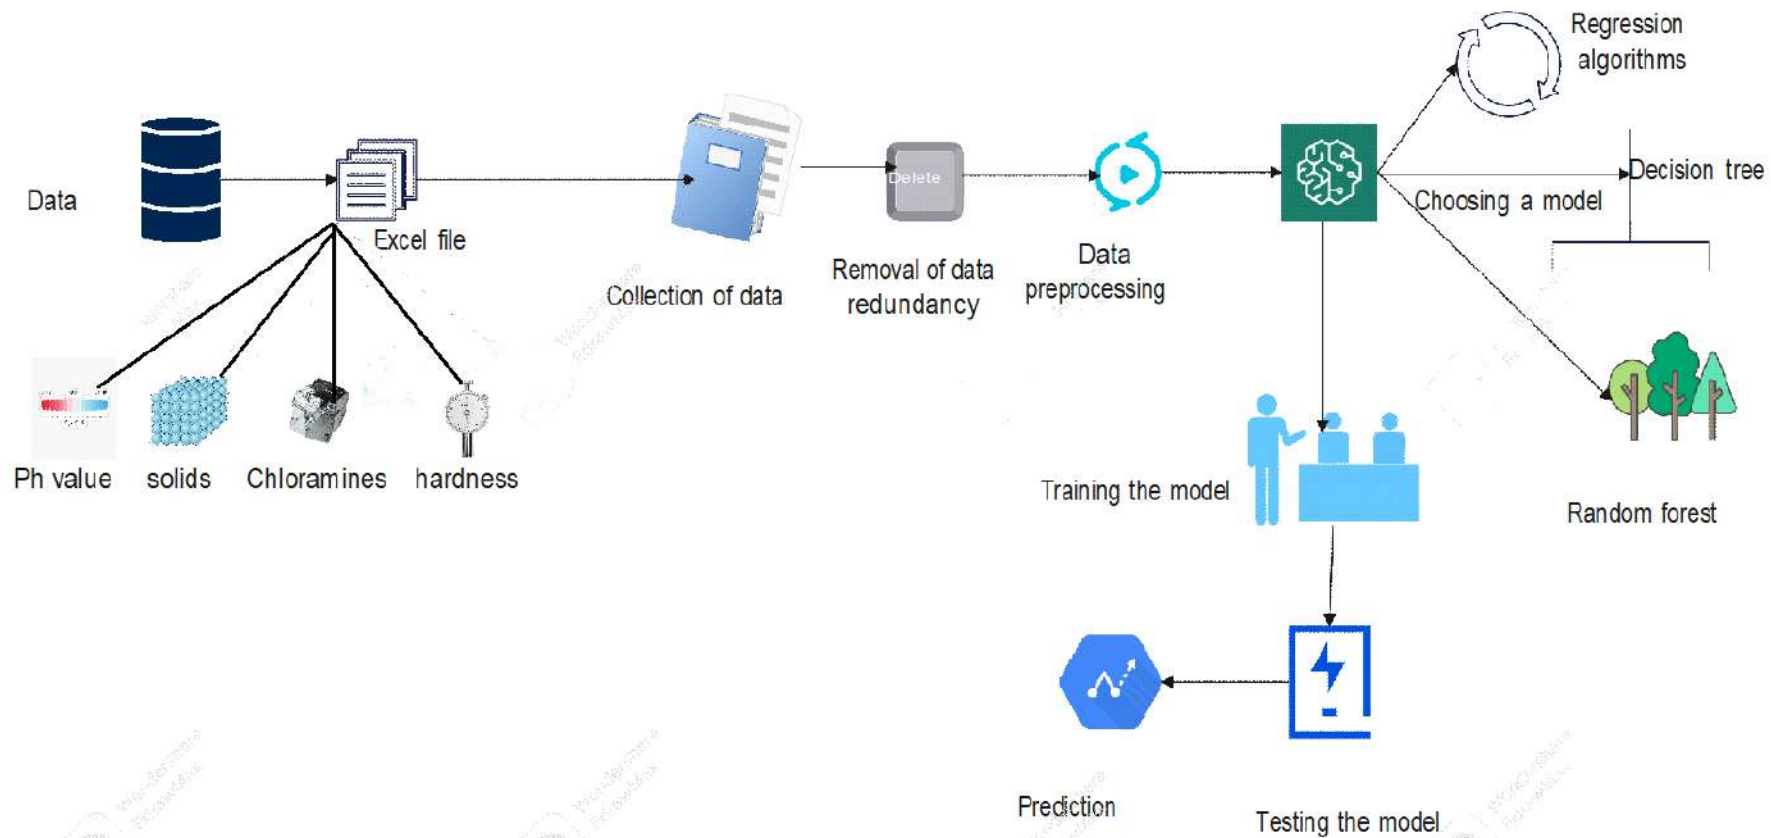 Regression
algorithms
Data
Excel file
Delete
Decision tree
Choosing a model
Collection of data
Removal of data
redundancy
Data
preprocessing
Ph value
solids
Chloramines
hardness
Training the model
Random forest
Prediction
Testing the model